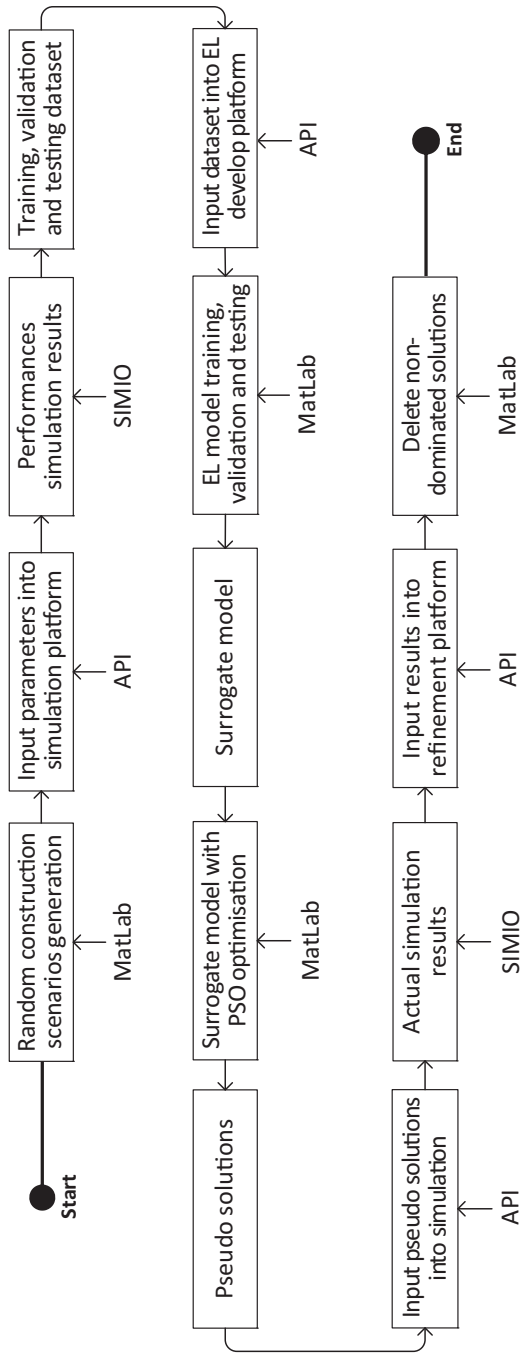 Start
Random construction
scenarios generation
MatLab
Input parameters into
simulation platform
API
Performances
simulation results
SIMIO
Training, validation
and testing dataset
Input dataset into EL
develop platform
API
EL model training,
validation and testing
MatLab
Surrogate model
Surrogate model with
PSO optimisation
MatLab
Pseudo solutions
Input pseudo solutions
into simulation
API
Actual simulation
results
SIMIO
Input results into
refinement platform
API
Delete non-
dominated solutions
MatLab
End